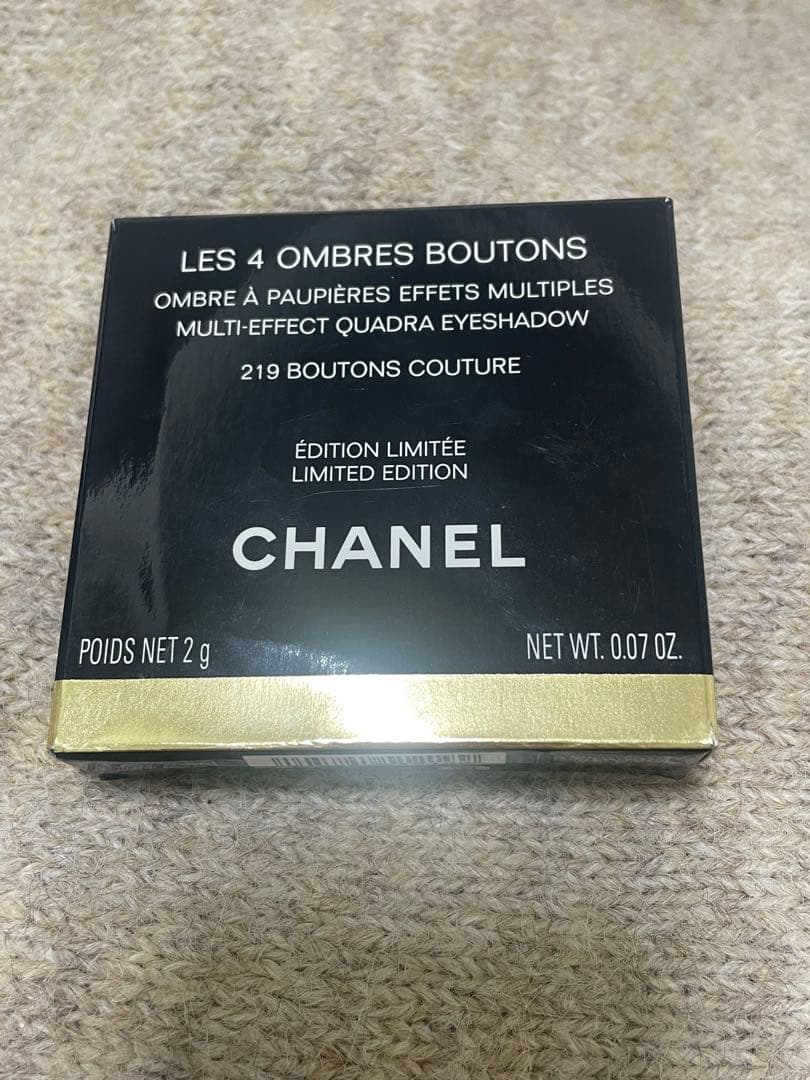 LES 4 OMBRES BOUTONS
OMBRE À PAUPIÈRES EFFETS MULTIPLES
MULTI-EFFECT QUADRA EYESHADOW
219 BOUTONS COUTURE
ÉDITION LIMITÉE
LIMITED EDITION
CHANEL
POIDS NET 2 g
NET WT. 0.07 OZ.